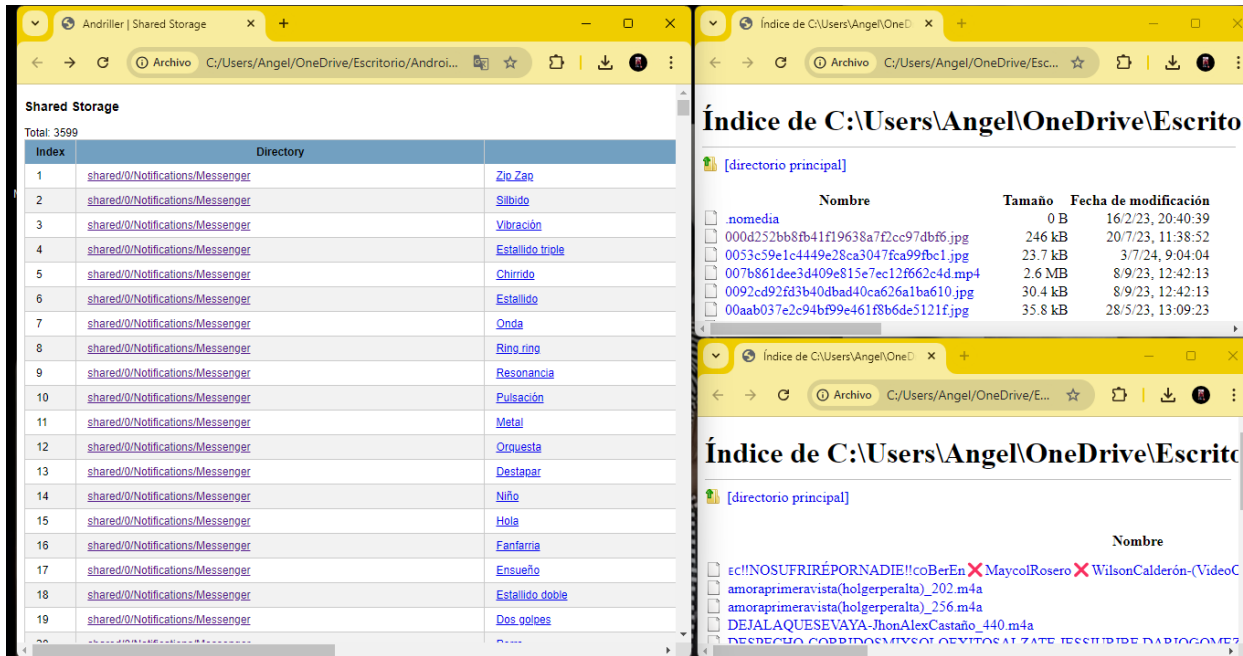 Andriller | Shared Storage
Archivo C:/Users/Angel/OneDrive/Escritorio/Androi...
Shared Storage
Total: 3599
Index Directory
1 shared/0/Notifications/Messenger Zip Zap
2 shared/0/Notifications/Messenger Silbido
3 shared/0/Notifications/Messenger Vibración
4 shared/0/Notifications/Messenger Estallido triple
5 shared/0/Notifications/Messenger Chirrido
6 shared/0/Notifications/Messenger Estallido
7 shared/0/Notifications/Messenger Onda
8 shared/0/Notifications/Messenger Ring ring
9 shared/0/Notifications/Messenger Resonancia
10 shared/0/Notifications/Messenger Pulsación
11 shared/0/Notifications/Messenger Metal
12 shared/0/Notifications/Messenger Orquesta
13 shared/0/Notifications/Messenger Destapar
14 shared/0/Notifications/Messenger Niño
15 shared/0/Notifications/Messenger Hola
16 shared/0/Notifications/Messenger Fanfarria
17 shared/0/Notifications/Messenger Ensueño
18 shared/0/Notifications/Messenger Estallido doble
19 shared/0/Notifications/Messenger Dos golpes
Índice de C:\Users\Angel\OneD
Archivo C:/Users/Angel/OneDrive/Esc...
Índice de C:\Users\Angel\OneDrive\Escrito
[directorio principal]
Nombre Tamaño Fecha de modificación
.nomedia 0 B 16/2/23, 20:40:39
000d252bb8fb41f19638a7f2cc97dbf6.jpg 246 kB 20/7/23, 11:38:52
0053c59e1c4449e28ca3047fca99fbc1.jpg 23.7 kB 3/7/24, 9:04:04
007b861dee3d409e815e7ec12f662c4d.mp4 2.6 MB 8/9/23, 12:42:13
0092cd92fd3b40dbad40ca626a1ba610.jpg 30.4 kB 8/9/23, 12:42:13
00aab037e2c94bf99e461f8b6de5121f.jpg 35.8 kB 28/5/23, 13:09:23
Índice de C:\Users\Angel\OneD
Archivo C:/Users/Angel/OneDrive/E...
Índice de C:\Users\Angel\OneDrive\Escrito
[directorio principal]
Nombre
ᴇc!!NOSUFRIRÉPORNADIE!!coBerEn❌MaycolRosero❌WilsonCalderón-(VideoC
amoraprimeravista(holgerperalta)_202.m4a
amoraprimeravista(holgerperalta)_256.m4a
DEJALAQUESEVAYA-JhonAlexCastaño_440.m4a